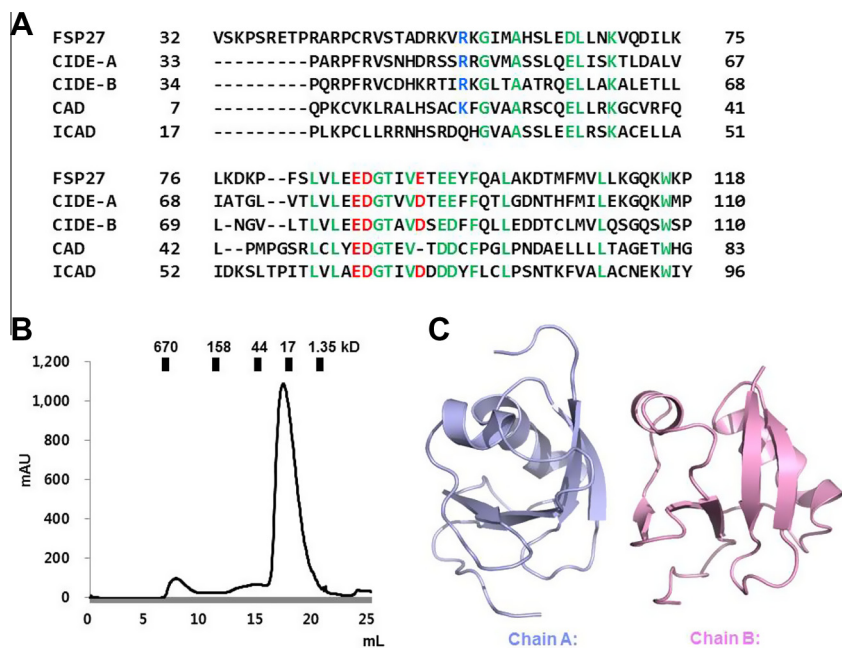 A
FSP27 32 VSKPSRETPRARPCRVSTADRKVRKGIMAHSLEDLLNKVQDILK 75
CIDE-A 33 ---------PARPFRVSNHDRSSRRGVMASSLQELISKTLDALV 67
CIDE-B 34 ---------PQRPFRVCDHKRTIRKGLTAATRQELLAKALETLL 68
CAD 7 ---------QPKCVKLRALHSACKFGVAARSCQELLRKGCVRFQ 41
ICAD 17 ---------PLKPCLLRRNHSRDQHGVAASSLEELRSKACELLA 51
FSP27 76 LKDKP--FSLVLEEDGTIVETEEYFQALAKDTMFMVLLKGQKWKP 118
CIDE-A 68 IATGL--VTLVLEEDGTVVDTEEFFQTLGDNTHFMILEKGQKWMP 110
CIDE-B 69 L-NGV--LTLVLEEDGTAVDSEDFFQLLEDDTCLMVLQSGQSWSP 110
CAD 42 L--PMPGSRLCLYEDGTEV-TDDCFPGLPNDAELLLLTAGETWHG 83
ICAD 52 IDKSLTPITLVLAEDGTIVDDDDYFLCLPSNTKFVALACNEKWIY 96
B
670 158 44 17 1.35 kD
1,200
1,000
800
600
400
200
0
mAU
0 5 10 15 20 25
mL
C
Chain A:
Chain B: